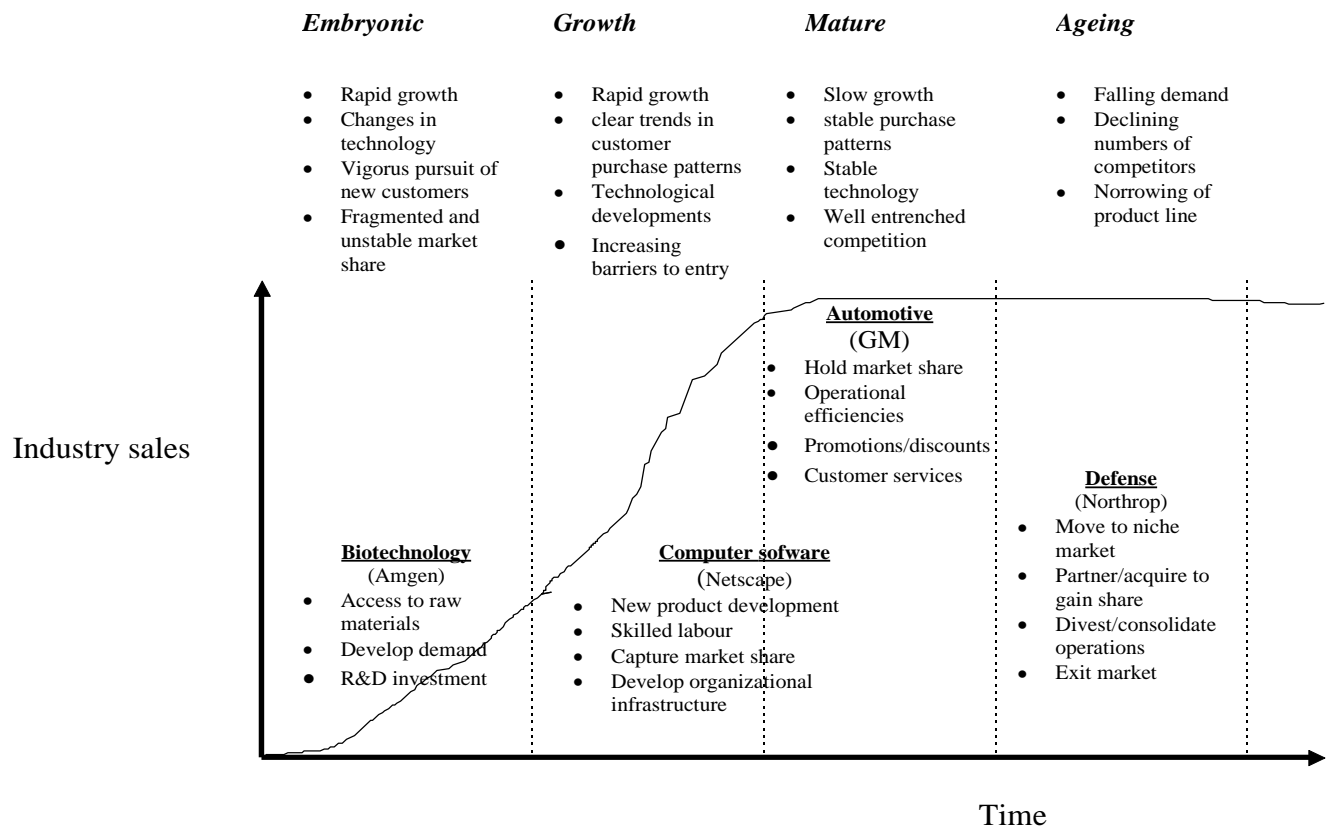 Embryonic
Growth
Mature
Ageing
• Rapid growth
• Changes in
technology
• Vigorus pursuit of
new customers
• Fragmented and
unstable market
share
• Rapid growth
• clear trends in
customer
purchase patterns
• Technological
developments
• Increasing
barriers to entry
• Slow growth
• stable purchase
patterns
• Stable
technology
• Well entrenched
competition
• Falling demand
• Declining
numbers of
competitors
• Norrowing of
product line
Industry sales
Biotechnology
(Amgen)
• Access to raw
materials
• Develop demand
• R&D investment
Computer sofware
(Netscape)
• New product development
• Skilled labour
• Capture market share
• Develop organizational
infrastructure
Automotive
(GM)
• Hold market share
• Operational
efficiencies
• Promotions/discounts
• Customer services
Defense
(Northrop)
• Move to niche
market
• Partner/acquire to
gain share
• Divest/consolidate
operations
• Exit market
Time